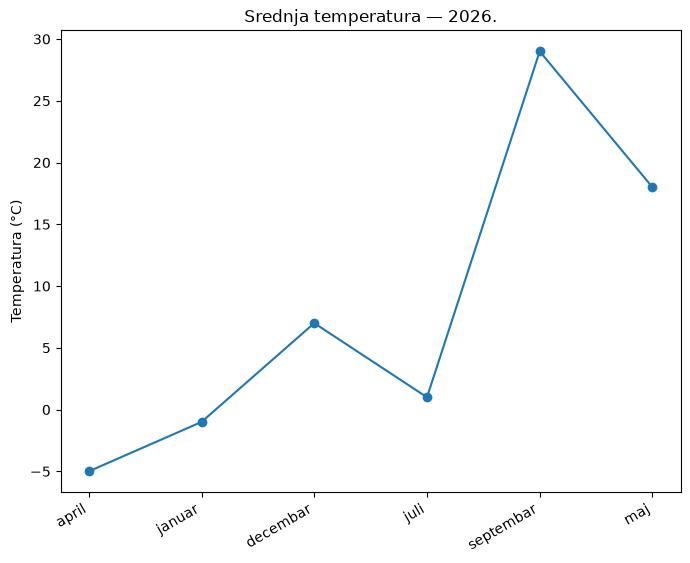 Srednja temperatura — 2026.
Temperatura (°C)
30
25
20
15
10
5
0
−5
april
januar
decembar
juli
septembar
maj